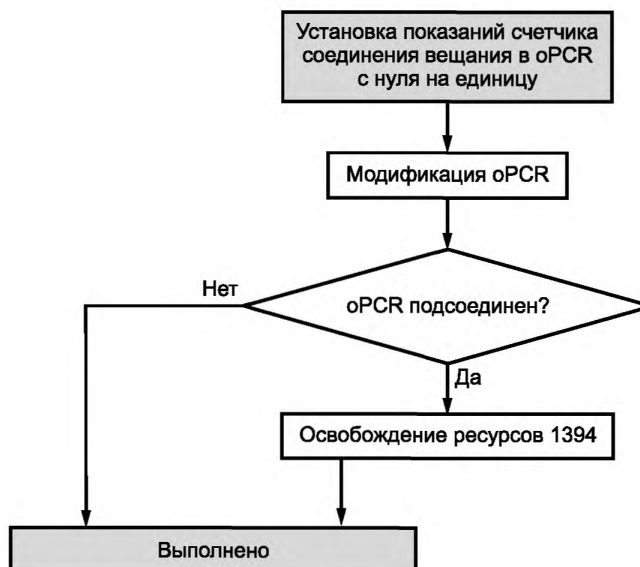 Установка показаний счетчика
соединения вещания в oPCR
с нуля на единицу
Модификация oPCR
Нет
oPCR подсоединен?
Да
Освобождение ресурсов 1394
Выполнено